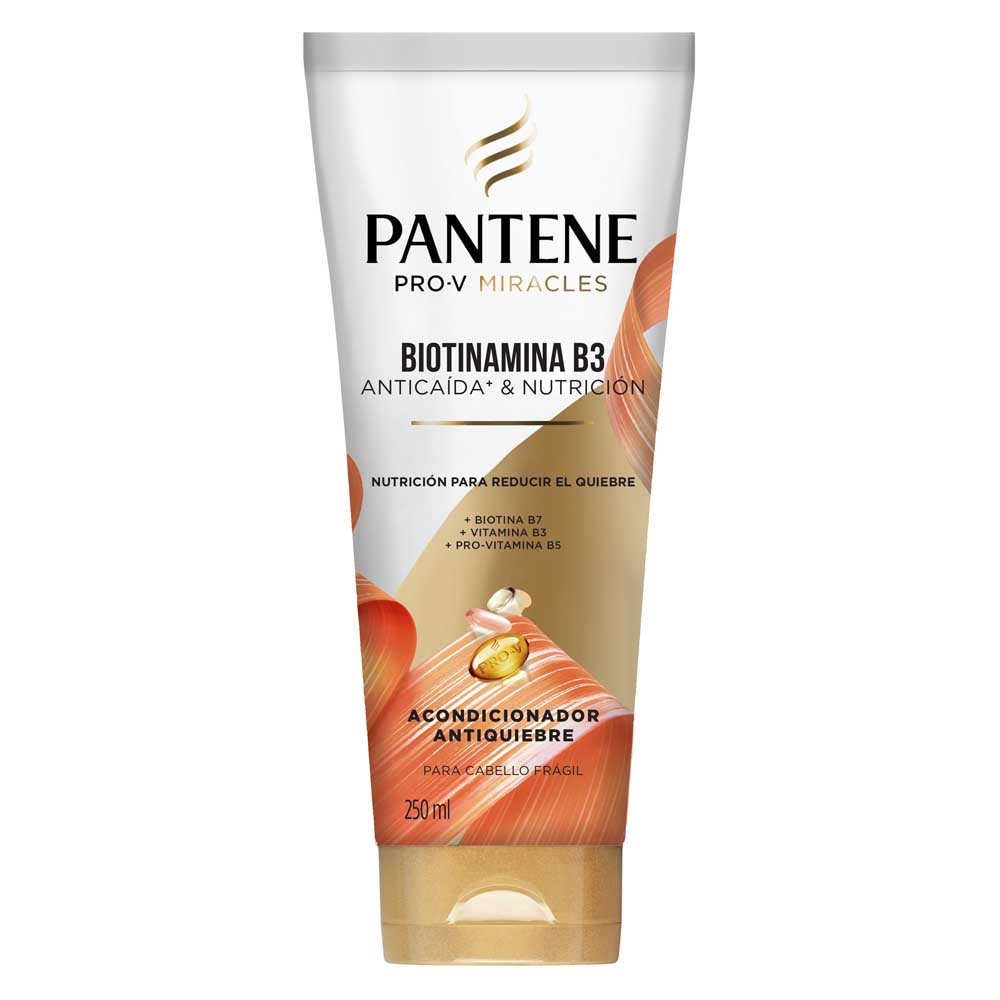 PANTENE
PRO-V MIRACLES
BIOTINAMINA B3
ANTICAÍDA+ & NUTRICIÓN
NUTRICIÓN PARA REDUCIR EL QUIEBRE
+ BIOTINA B7
+ VITAMINA B3
+ PRO-VITAMINA B5
PRO-V
ACONDICIONADOR
ANTIQUIEBRE
PARA CABELLO FRÁGIL
250 ml